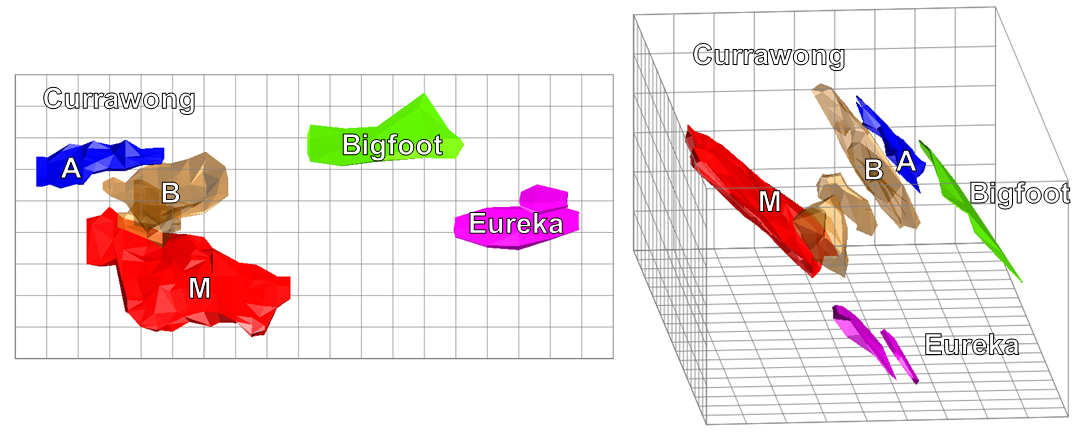 Currawong
A
B
M
Bigfoot
Eureka
Currawong
M
B
A
Bigfoot
Eureka